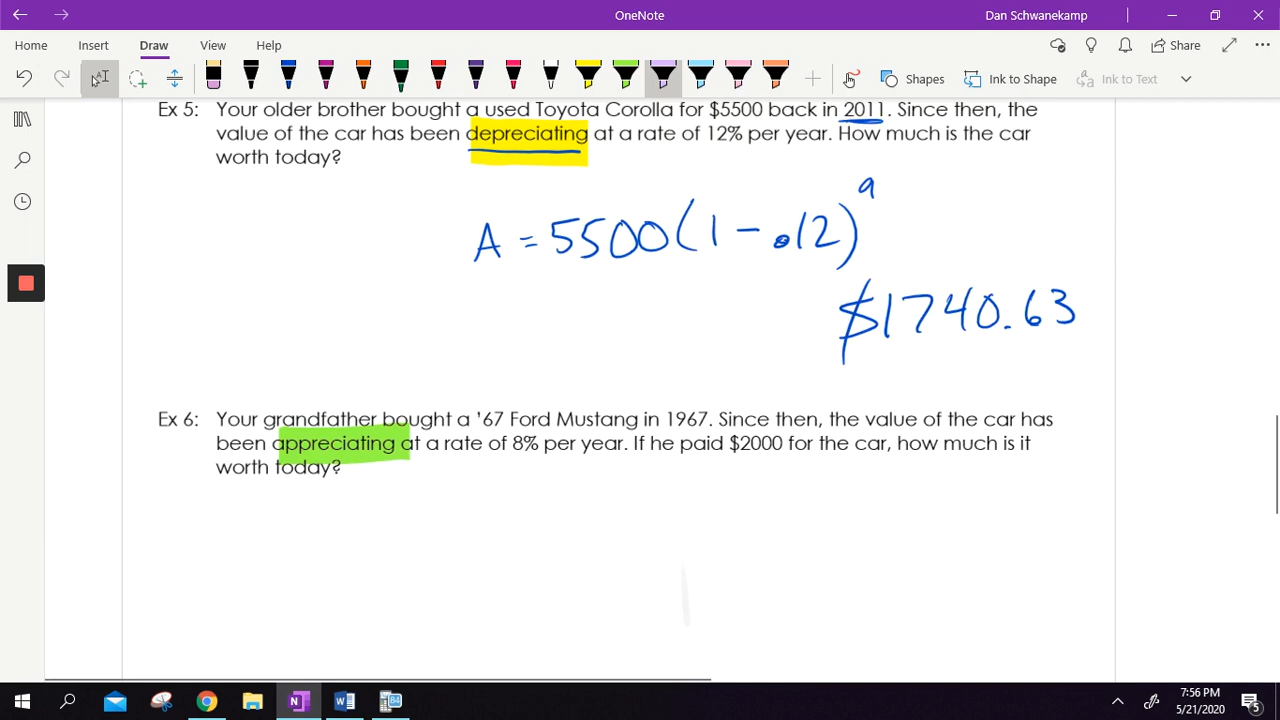 OneNote
Dan Schwanekamp
Home
Insert
Draw
View
Help
Share
Shapes
Ink to Shape
Ink to Text
Ex 5: Your older brother bought a used Toyota Corolla for $5500 back in 2011. Since then, the
value of the car has been depreciating at a rate of 12% per year. How much is the car
worth today?
A = 5500(1 - .12)^9
$1740.63
Ex 6: Your grandfather bought a '67 Ford Mustang in 1967. Since then, the value of the car has
been appreciating at a rate of 8% per year. If he paid $2000 for the car, how much is it
worth today?
7:56 PM
5/21/2020
5